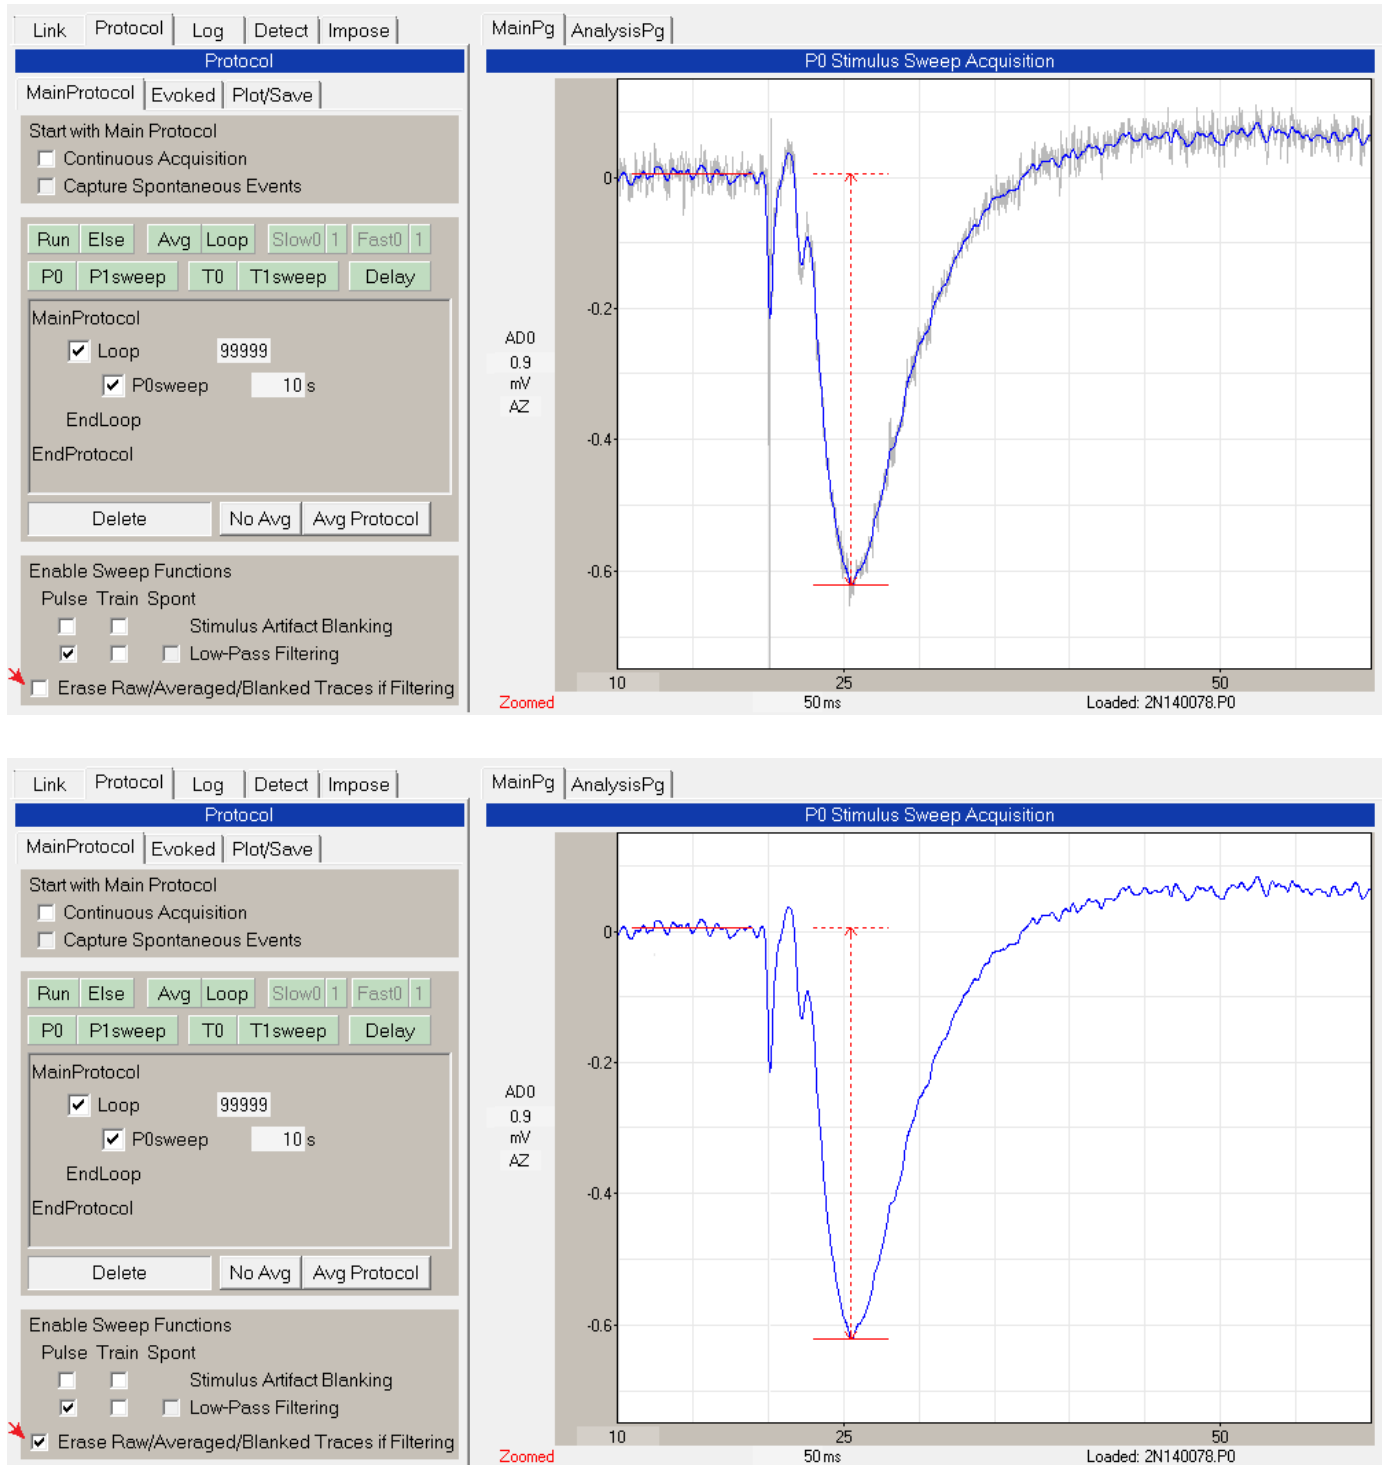 Link Protocol Log Detect Impose
Protocol
MainProtocol Evoked Plot/Save
Start with Main Protocol
Continuous Acquisition
Capture Spontaneous Events
Run Else Avg Loop Slow0 1 Fast0 1
P0 P1sweep T0 T1sweep Delay
MainProtocol
Loop 99999
P0sweep 10 s
EndLoop
EndProtocol
Delete No Avg Avg Protocol
Enable Sweep Functions
Pulse Train Spont
Stimulus Artifact Blanking
Low-Pass Filtering
Erase Raw/Averaged/Blanked Traces if Filtering
MainPg AnalysisPg
P0 Stimulus Sweep Acquisition
0
-0.2
-0.4
-0.6
AD0
0.9
mV
AZ
10 25 50
Zoomed 50 ms Loaded: 2N140078.P0
Link Protocol Log Detect Impose
Protocol
MainProtocol Evoked Plot/Save
Start with Main Protocol
Continuous Acquisition
Capture Spontaneous Events
Run Else Avg Loop Slow0 1 Fast0 1
P0 P1sweep T0 T1sweep Delay
MainProtocol
Loop 99999
P0sweep 10 s
EndLoop
EndProtocol
Delete No Avg Avg Protocol
Enable Sweep Functions
Pulse Train Spont
Stimulus Artifact Blanking
Low-Pass Filtering
Erase Raw/Averaged/Blanked Traces if Filtering
MainPg AnalysisPg
P0 Stimulus Sweep Acquisition
0
-0.2
-0.4
-0.6
AD0
0.9
mV
AZ
10 25 50
Zoomed 50 ms Loaded: 2N140078.P0